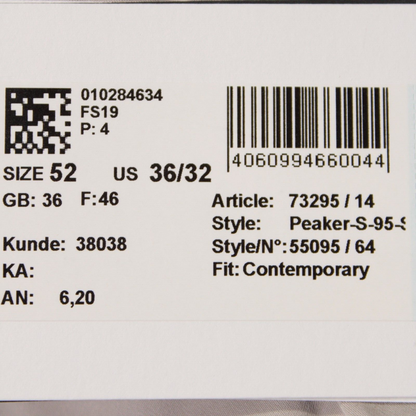 010284634
FS19
P: 4
4060994660044
SIZE 52 US 36/32
GB: 36 F:46
Article: 73295 / 14
Style: Peaker-S-95-
Kunde: 38038
Style/N°: 55095 / 64
KA:
Fit: Contemporary
AN: 6,20